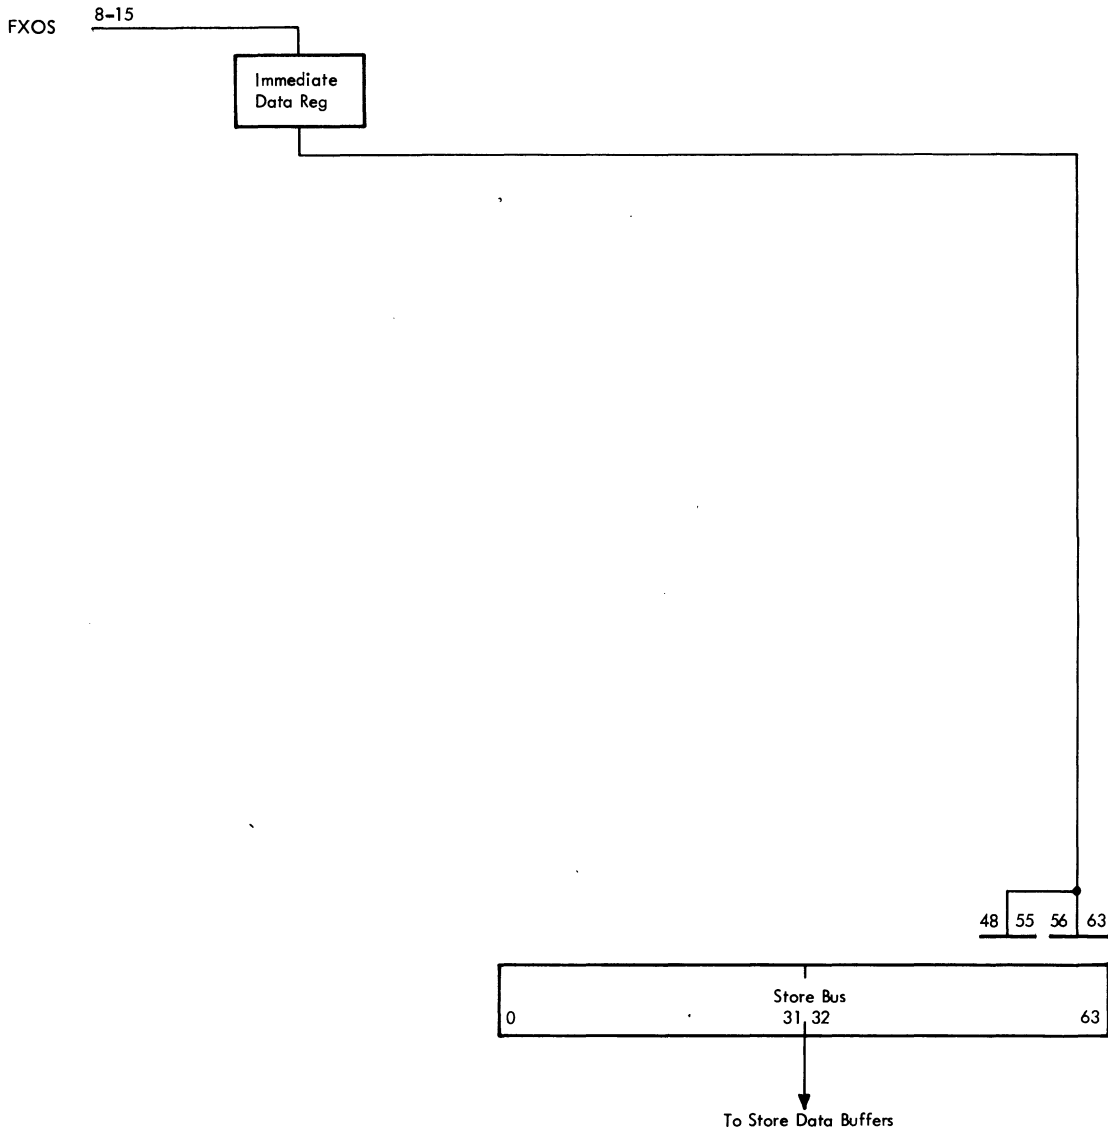 8-15
FXOS
Immediate
Data Reg
48 55 56 63
Store Bus
0 31 32 63
To Store Data Buffers